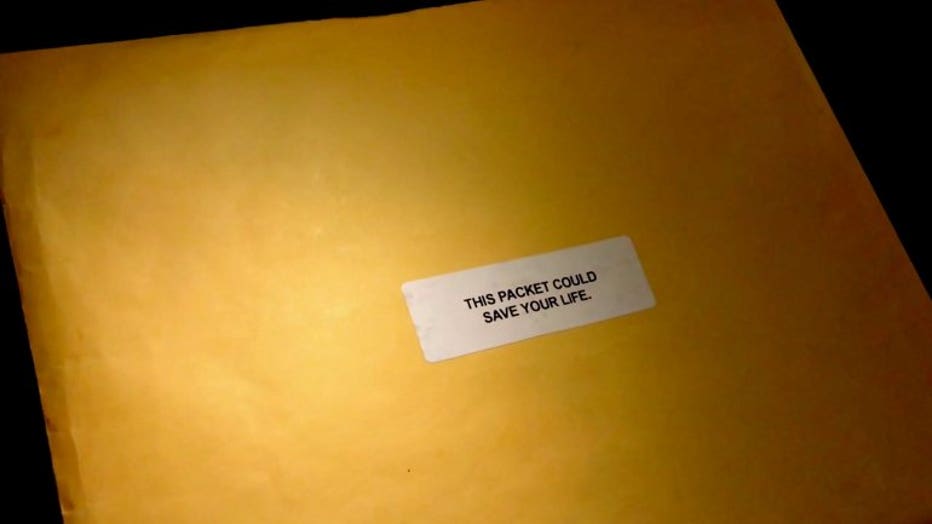 THIS PACKET COULD
SAVE YOUR LIFE.